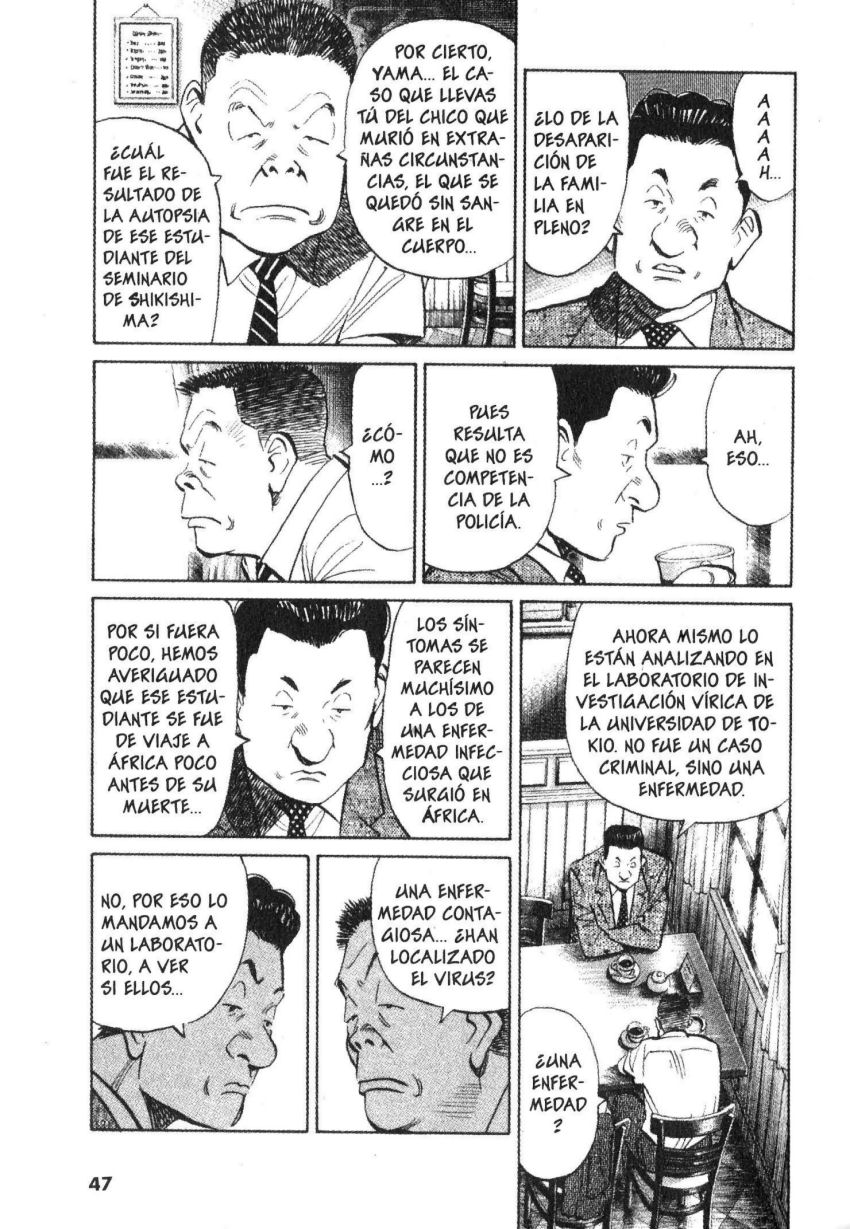 A
A
A
A
H...
¿LO DE LA
DESAPARI-
CIÓN DE
LA FAMI-
LIA EN
PLENO?
POR CIERTO,
YAMA... EL CA-
SO QUE LLEVAS
TÚ DEL CHICO QUE
MURIÓ EN EXTRA-
ÑAS CIRCUNSTAN-
CIAS, EL QUE SE
QUEDÓ SIN SAN-
GRE EN EL
CUERPO...
¿CUÁL
FUE EL RE-
SULTADO DE
LA AUTOPSIA
DE ESE ESTU-
DIANTE DEL
SEMINARIO
DE SHIKISHI-
MA?
AH,
ESO...
PUES
RESULTA
QUE NO ES
COMPETEN-
CIA DE LA
POLICÍA.
¿CÓ-
MO
...?
AHORA MISMO LO
ESTÁN ANALIZANDO EN
EL LABORATORIO DE IN-
VESTIGACIÓN VÍRICA DE
LA UNIVERSIDAD DE TO-
KIO. NO FUE UN CASO
CRIMINAL, SINO UNA
ENFERMEDAD.
¿UNA
ENFER-
MEDAD
?
LOS SÍN-
TOMAS SE
PARECEN
MUCHÍSIMO
A LOS DE
UNA ENFER-
MEDAD INFEC-
CIOSA QUE
SURGIÓ EN
ÁFRICA.
POR SI FUERA
POCO, HEMOS
AVERIGUADO
QUE ESE ESTU-
DIANTE SE FUE
DE VIAJE A
ÁFRICA POCO
ANTES DE SU
MUERTE...
UNA ENFER-
MEDAD CONTA-
GIOSA... ¿HAN
LOCALIZADO
EL VIRUS?
NO, POR ESO LO
MANDAMOS A
UN LABORATO-
RIO, A VER
SI ELLOS...
47